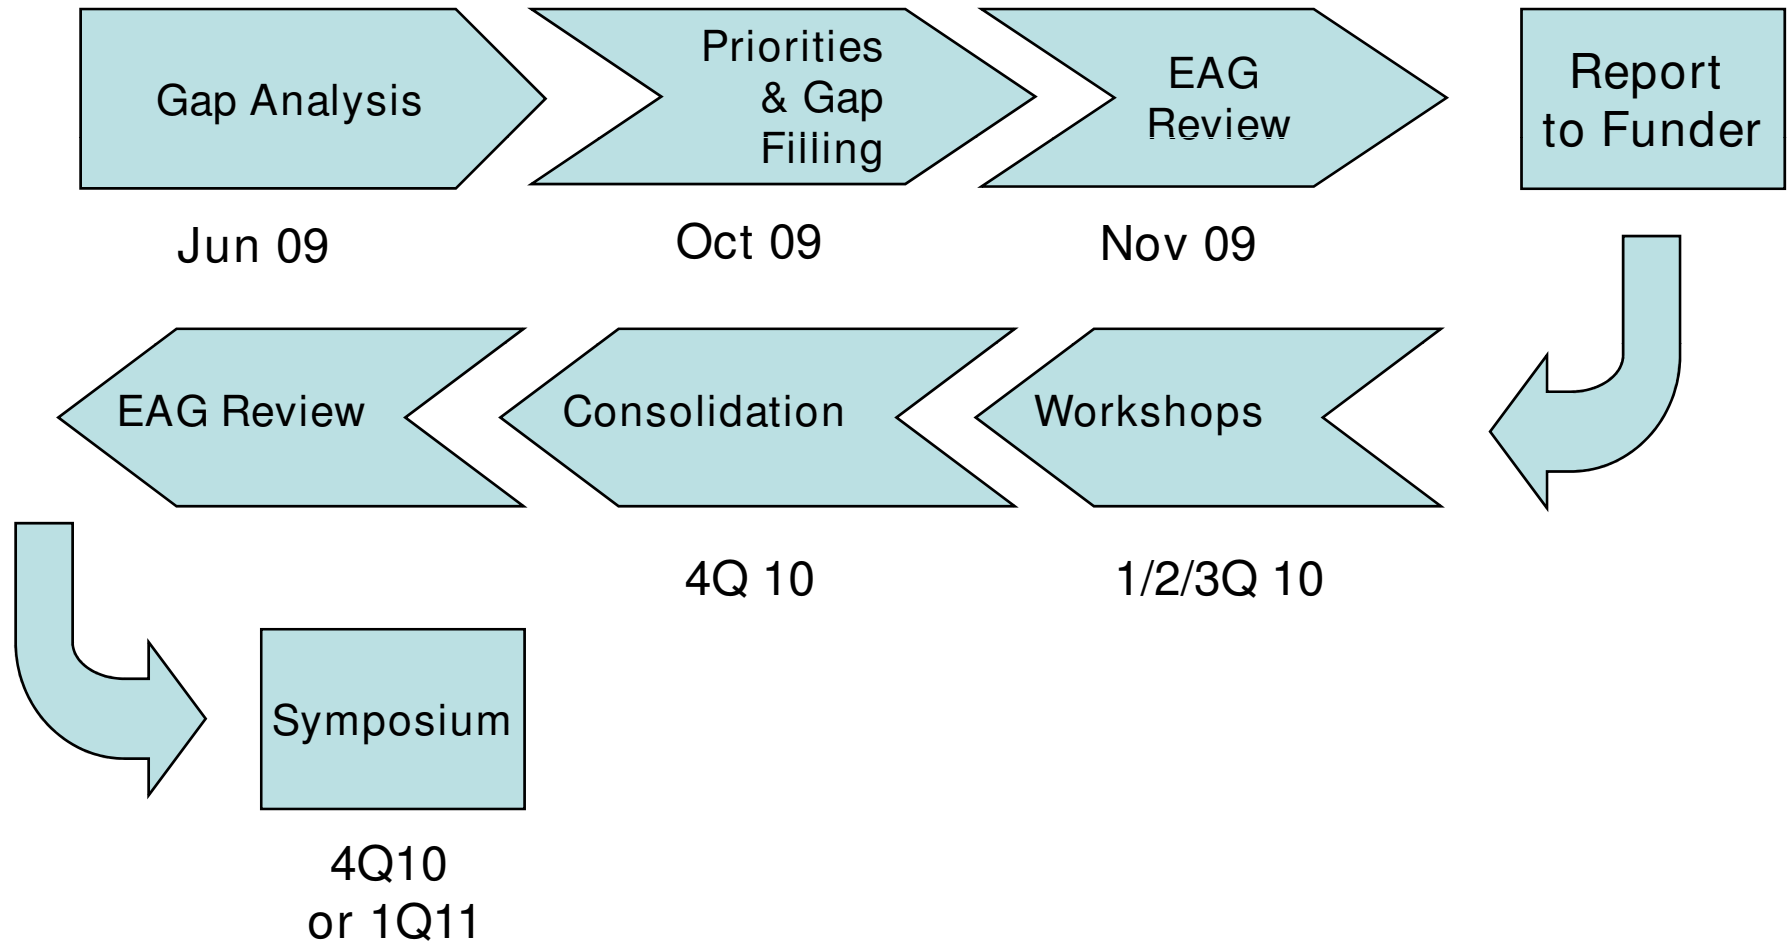 Gap Analysis
Priorities
& Gap
Filling
EAG
Review
Report
to Funder
Jun 09
Oct 09
Nov 09
EAG Review
Consolidation
Workshops
4Q 10
1/2/3Q 10
Symposium
4Q10
or 1Q11